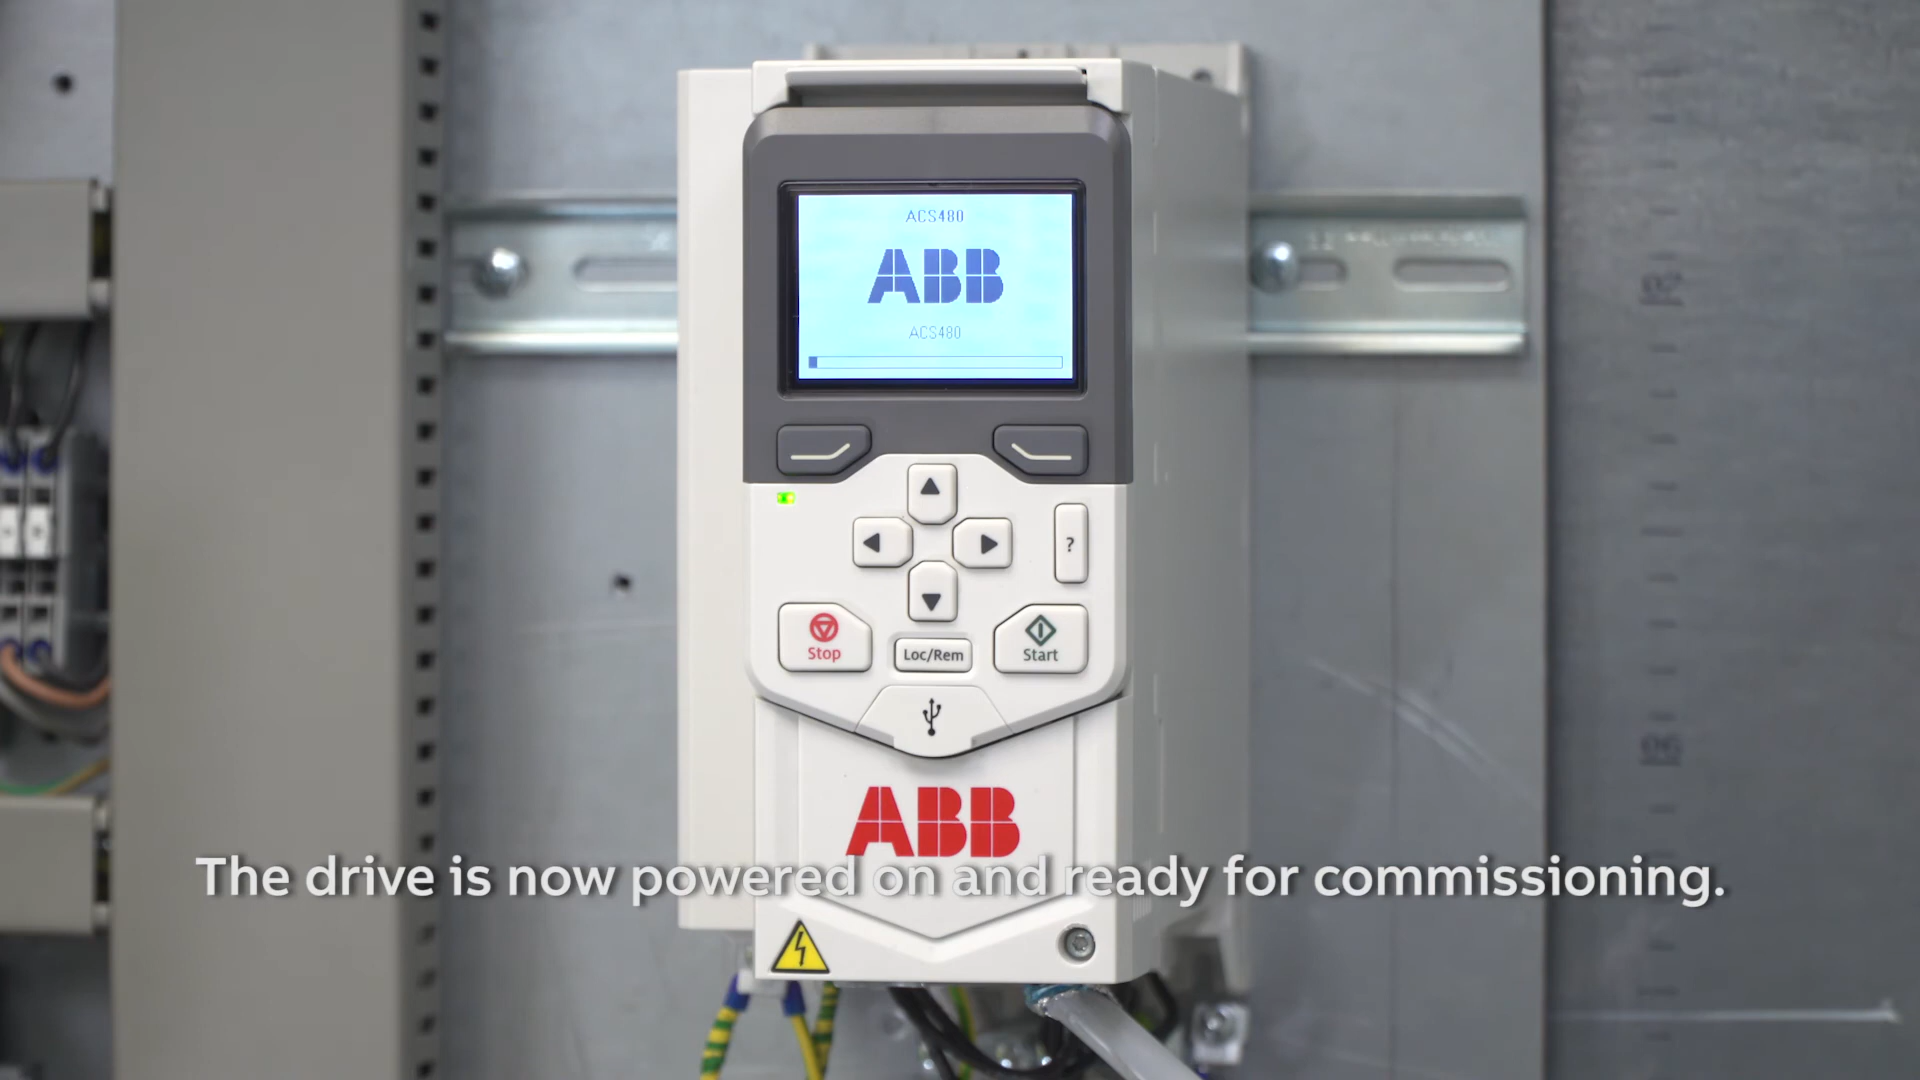 ACS480
ABB
ACS480
?
Stop
Loc/Rem
Start
ABB
The drive is now powered on and ready for commissioning.